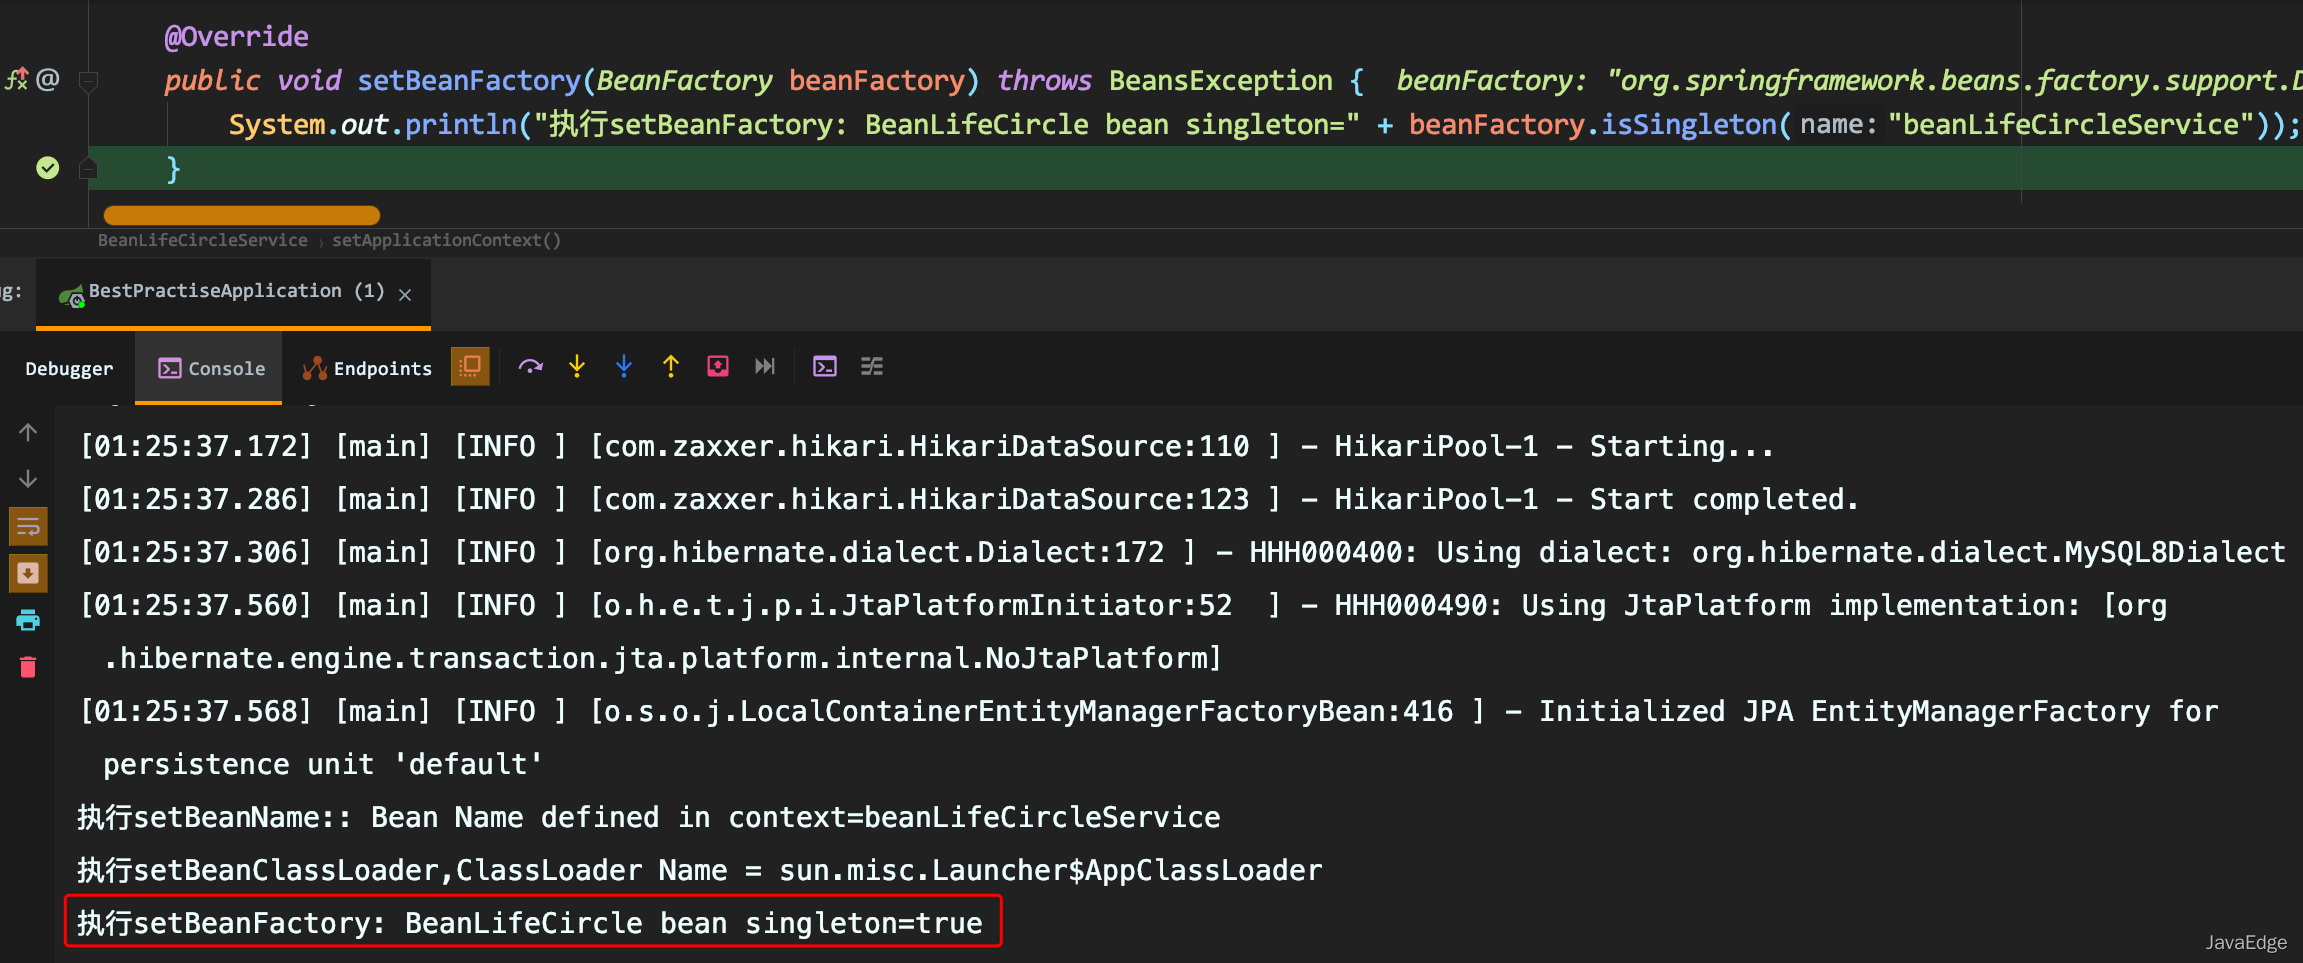 @Override
public void setBeanFactory(BeanFactory beanFactory) throws BeansException {  beanFactory: "org.springframework.beans.factory.support.D
System.out.println("执行setBeanFactory: BeanLifeCircle bean singleton=" + beanFactory.isSingleton( name: "beanLifeCircleService"));
}
BeanLifeCircleService › setApplicationContext()
g: BestPractiseApplication (1) ×
Debugger Console Endpoints
[01:25:37.172] [main] [INFO ] [com.zaxxer.hikari.HikariDataSource:110 ] - HikariPool-1 - Starting...
[01:25:37.286] [main] [INFO ] [com.zaxxer.hikari.HikariDataSource:123 ] - HikariPool-1 - Start completed.
[01:25:37.306] [main] [INFO ] [org.hibernate.dialect.Dialect:172 ] - HHH000400: Using dialect: org.hibernate.dialect.MySQL8Dialect
[01:25:37.560] [main] [INFO ] [o.h.e.t.j.p.i.JtaPlatformInitiator:52  ] - HHH000490: Using JtaPlatform implementation: [org
.hibernate.engine.transaction.jta.platform.internal.NoJtaPlatform]
[01:25:37.568] [main] [INFO ] [o.s.o.j.LocalContainerEntityManagerFactoryBean:416 ] - Initialized JPA EntityManagerFactory for
persistence unit 'default'
执行setBeanName:: Bean Name defined in context=beanLifeCircleService
执行setBeanClassLoader,ClassLoader Name = sun.misc.Launcher$AppClassLoader
执行setBeanFactory: BeanLifeCircle bean singleton=true
JavaEdge